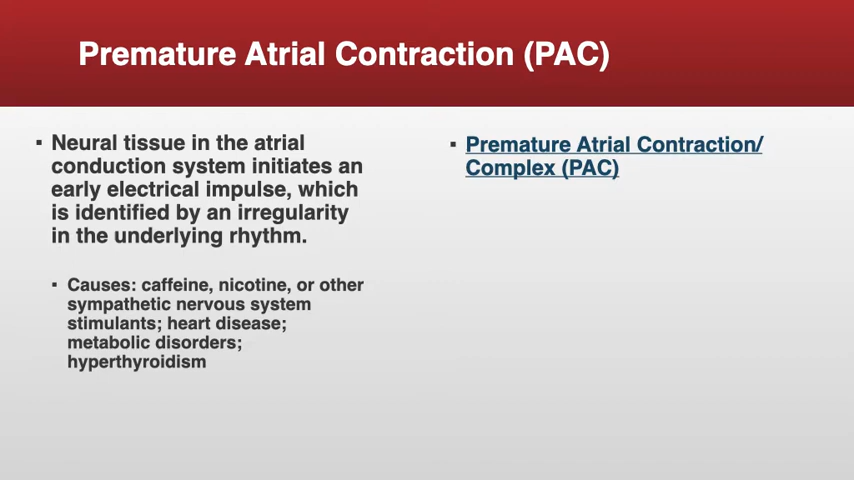 Premature Atrial Contraction (PAC)
▪ Neural tissue in the atrial
conduction system initiates an
early electrical impulse, which
is identified by an irregularity
in the underlying rhythm.
▪ Causes: caffeine, nicotine, or other
sympathetic nervous system
stimulants; heart disease;
metabolic disorders;
hyperthyroidism
▪ Premature Atrial Contraction/
Complex (PAC)